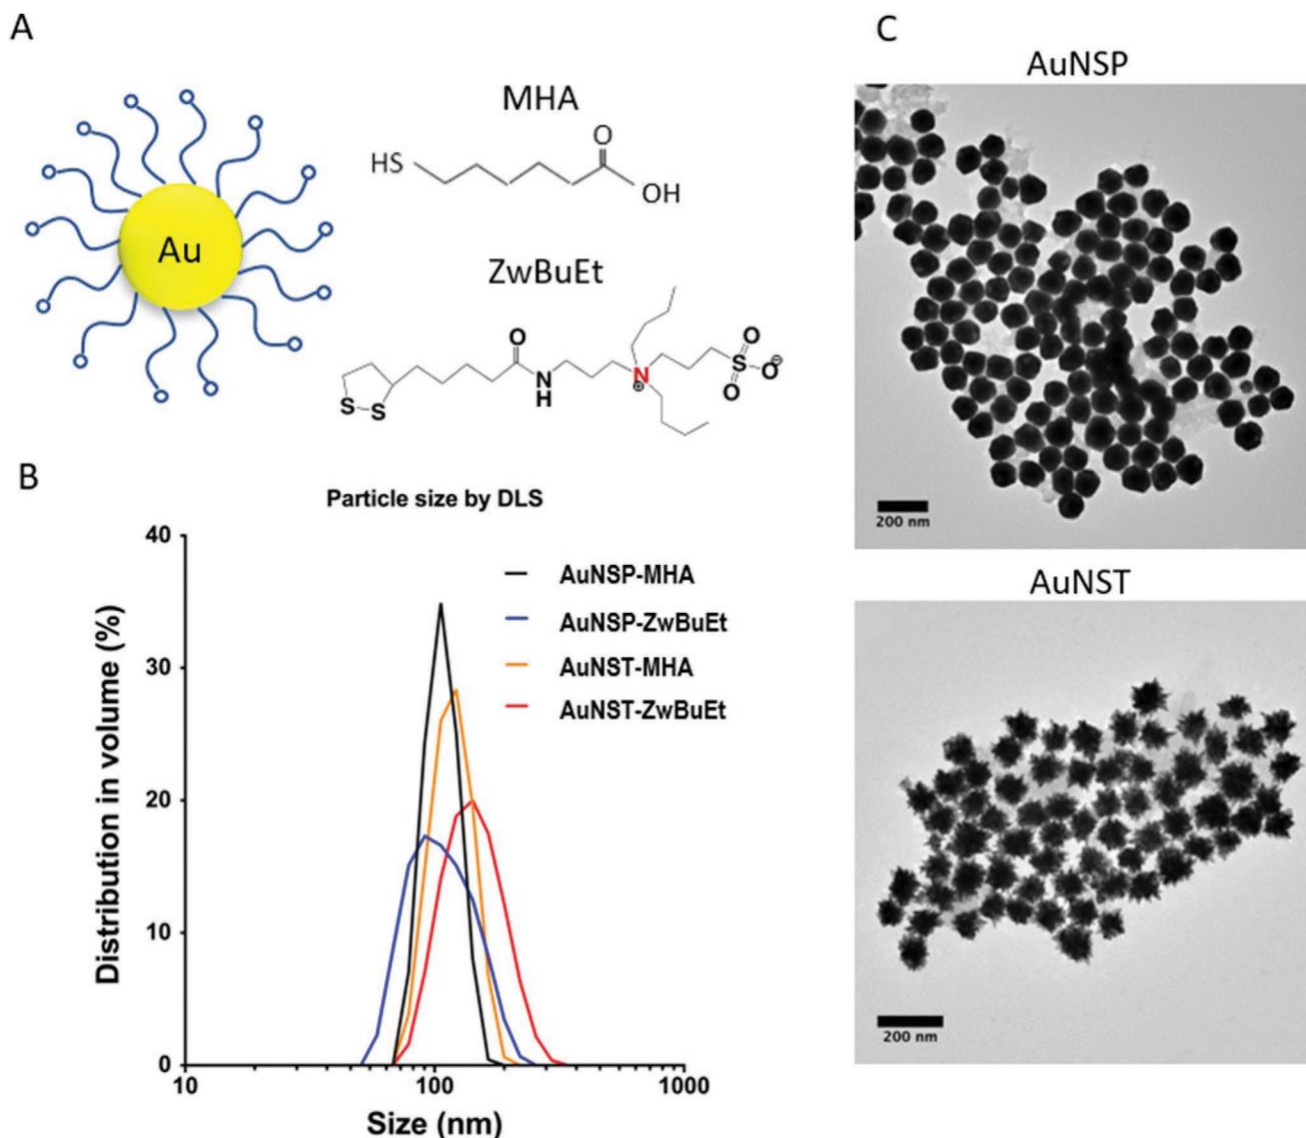 A
Au
MHA
HS
O
OH
ZwBuEt
O
N
H
S
S
N
⊕
O
S
O
⊖
O
B
Particle size by DLS
Distribution in volume (%)
40
30
20
10
0
10
100
1000
Size (nm)
AuNSP-MHA
AuNSP-ZwBuEt
AuNST-MHA
AuNST-ZwBuEt
C
AuNSP
200 nm
AuNST
200 nm